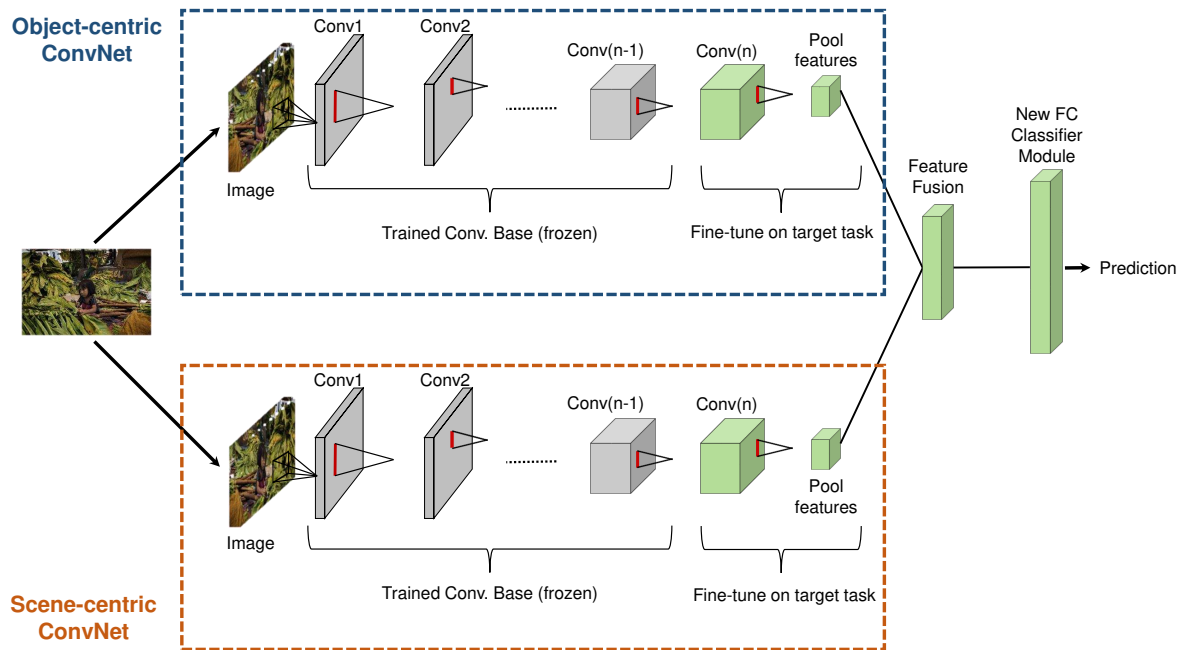 Object-centric
ConvNet
Conv1
Conv2
Conv(n-1)
Conv(n)
Pool
features
Image
Trained Conv. Base (frozen)
Fine-tune on target task
Feature
Fusion
New FC
Classifier
Module
Prediction
Conv1
Conv2
Conv(n-1)
Conv(n)
Pool
features
Image
Trained Conv. Base (frozen)
Fine-tune on target task
Scene-centric
ConvNet